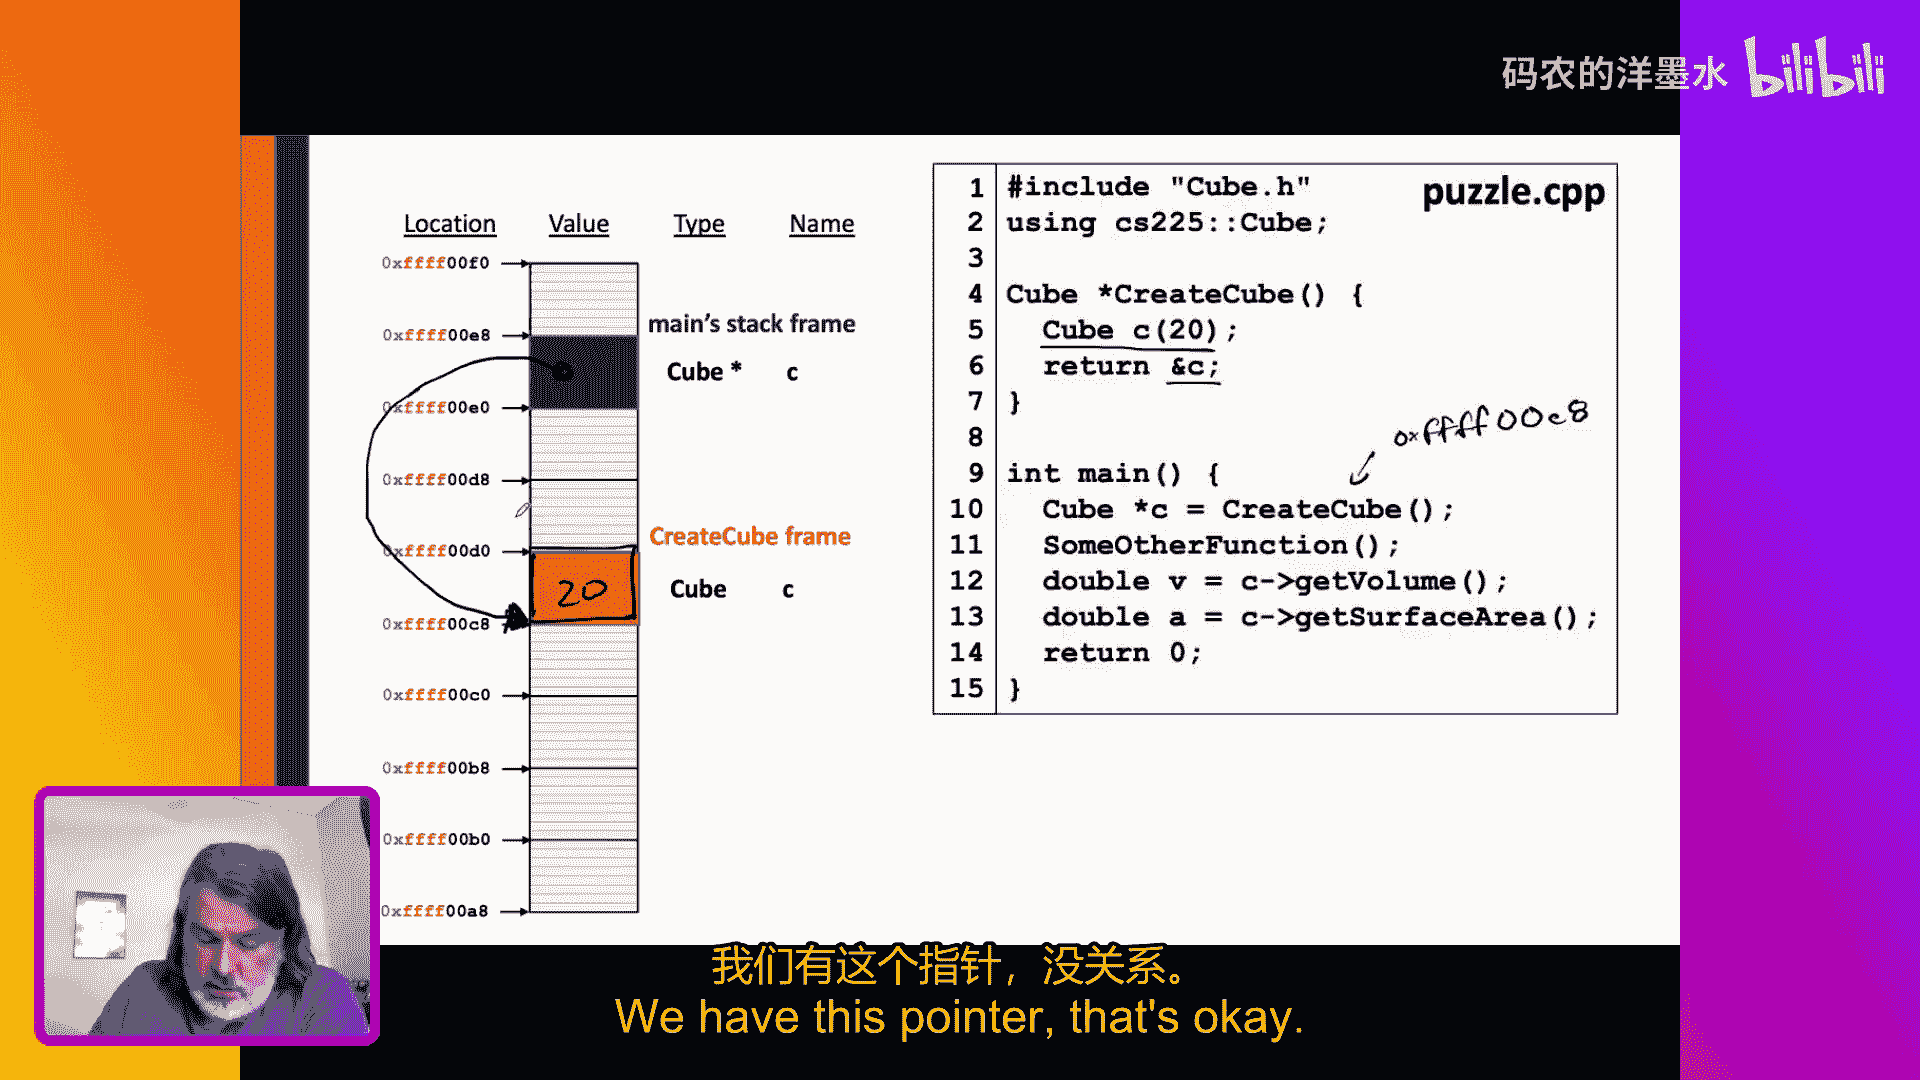 码农的洋墨水 bilibili
Location Value Type Name
0xffff00f0
main's stack frame
0xffff00e8
Cube * c
0xffff00e0
0xffff00d8
CreateCube frame
0xffff00d0
20 Cube c
0xffff00c8
0xffff00c0
0xffff00b8
0xffff00b0
0xffff00a8
puzzle.cpp
1 #include "Cube.h"
2 using cs225::Cube;
3
4 Cube *CreateCube() {
5 Cube c(20);
6 return &c;
7 }
8
0xffff00c8
9 int main() {
10 Cube *c = CreateCube();
11 SomeOtherFunction();
12 double v = c->getVolume();
13 double a = c->getSurfaceArea();
14 return 0;
15 }
我们有这个指针，没关系。
We have this pointer, that's okay.